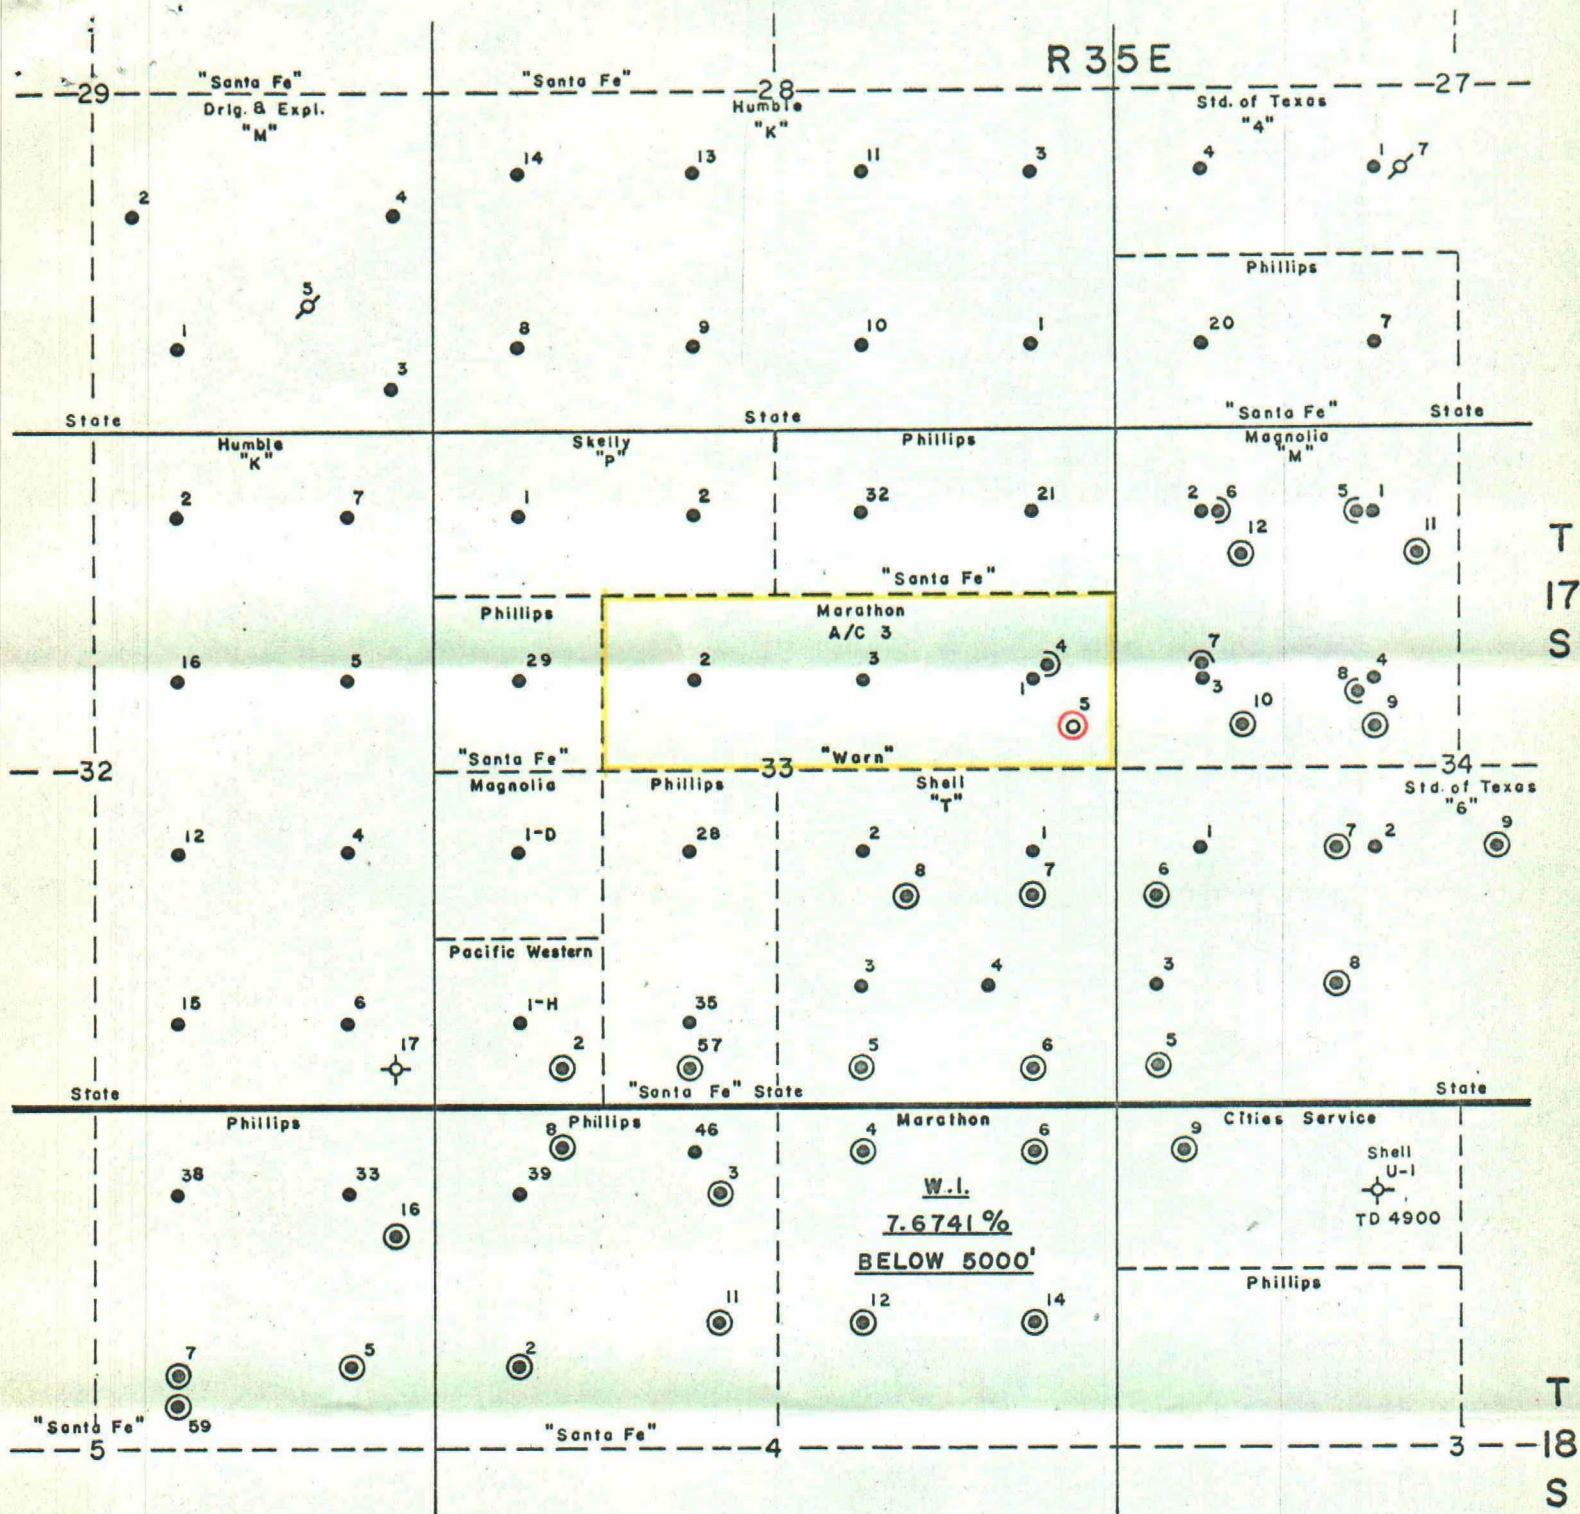 R 35 E
29
"Santa Fe"
Drlg. & Expl.
"M"
"Santa Fe"
28
Humble
"K"
Std. of Texas
"4"
27
14
13
11
3
4
1
7
2
4
5
Phillips
1
8
9
10
1
20
7
3
State
State
"Santa Fe"
State
Humble
"K"
Skelly
"P"
Phillips
Magnolia
"M"
2
7
1
2
32
21
2
6
5
1
12
11
T
17
S
"Santa Fe"
Phillips
Marathon
A/C 3
16
5
29
2
3
4
1
7
3
4
8
5
10
9
"Santa Fe"
"Warn"
32
33
34
Magnolia
Phillips
Shell
"T"
Std. of Texas
"6"
12
4
1-D
28
2
1
1
7
2
9
8
7
6
Pacific Western
3
4
3
8
15
6
1-H
35
17
2
57
5
6
5
State
"Santa Fe" State
State
Phillips
Phillips
Marathon
Cities Service
8
46
4
6
9
Shell
U-1
TD 4900
38
33
39
3
16
W.I.
7.6741%
BELOW 5000'
Phillips
11
12
14
7
5
2
59
"Santa Fe"
"Santa Fe"
5
4
3
T
18
S